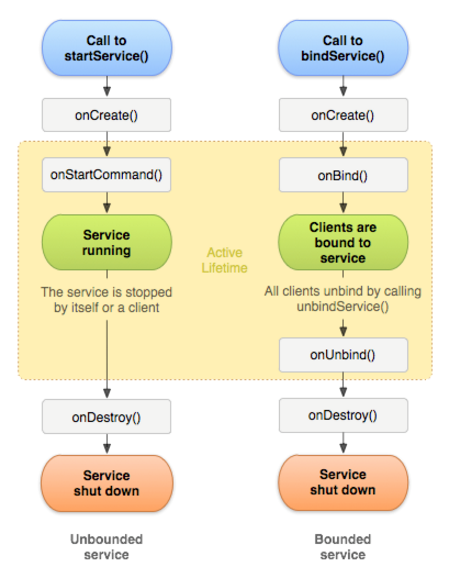 Call to
startService()
onCreate()
onStartCommand()
Service
running
The service is stopped
by itself or a client
onDestroy()
Service
shut down
Unbounded
service
Active
Lifetime
Call to
bindService()
onCreate()
onBind()
Clients are
bound to
service
All clients unbind by calling
unbindService()
onUnbind()
onDestroy()
Service
shut down
Bounded
service